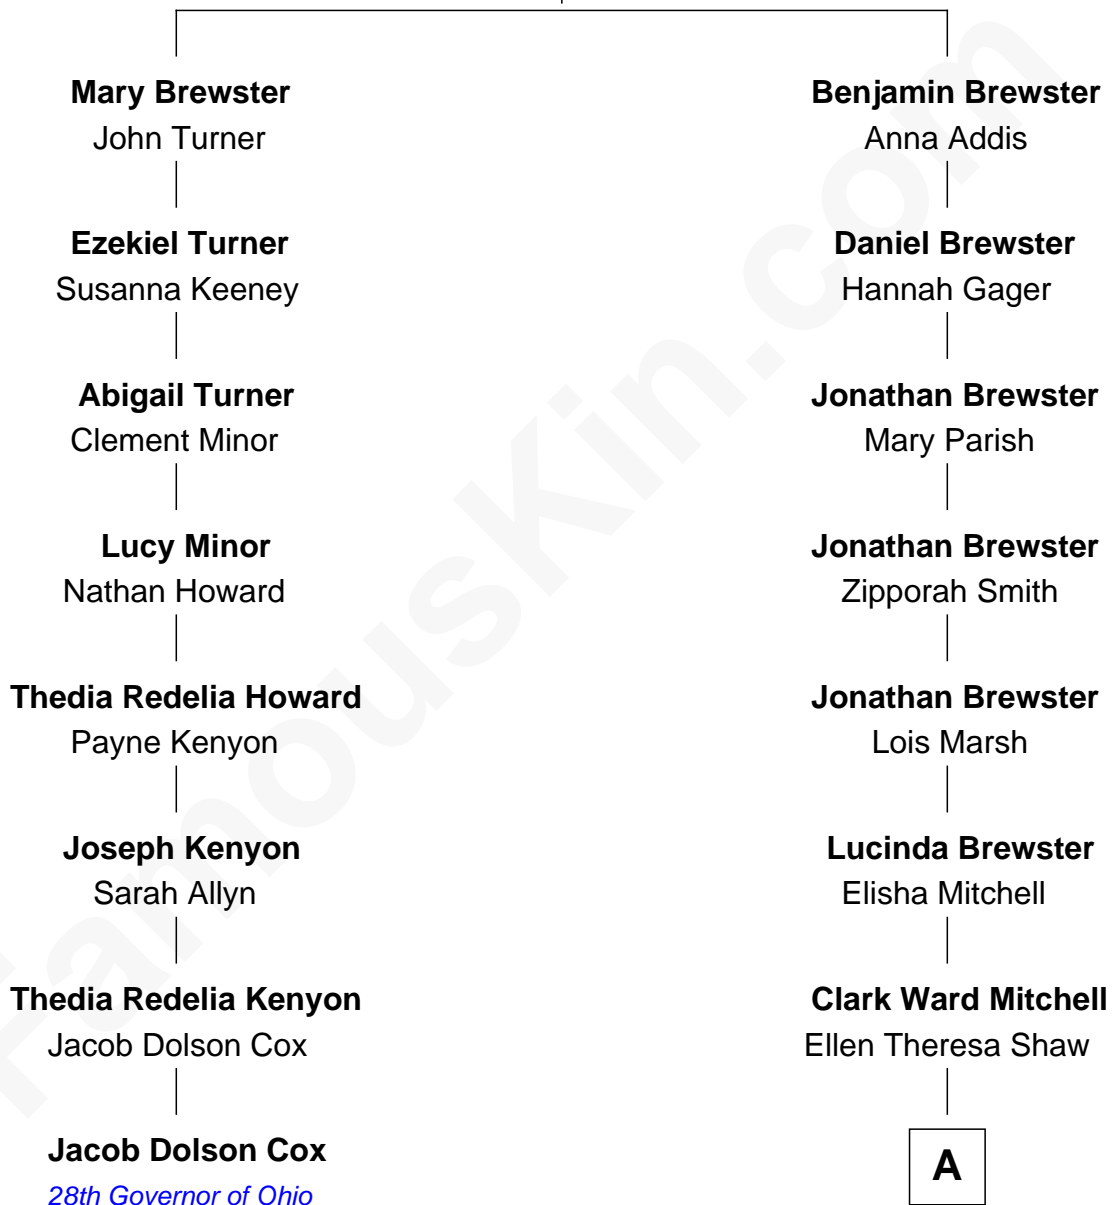 Mary Brewster
John Turner
Benjamin Brewster
Anna Addis
Ezekiel Turner
Susanna Keeney
Daniel Brewster
Hannah Gager
Abigail Turner
Clement Minor
Jonathan Brewster
Mary Parish
Lucy Minor
Nathan Howard
Jonathan Brewster
Zipporah Smith
Thedia Redelia Howard
Payne Kenyon
Jonathan Brewster
Lois Marsh
Joseph Kenyon
Sarah Allyn
Lucinda Brewster
Elisha Mitchell
Thedia Redelia Kenyon
Jacob Dolson Cox
Clark Ward Mitchell
Ellen Theresa Shaw
Jacob Dolson Cox
28th Governor of Ohio
A
FamousKin.com